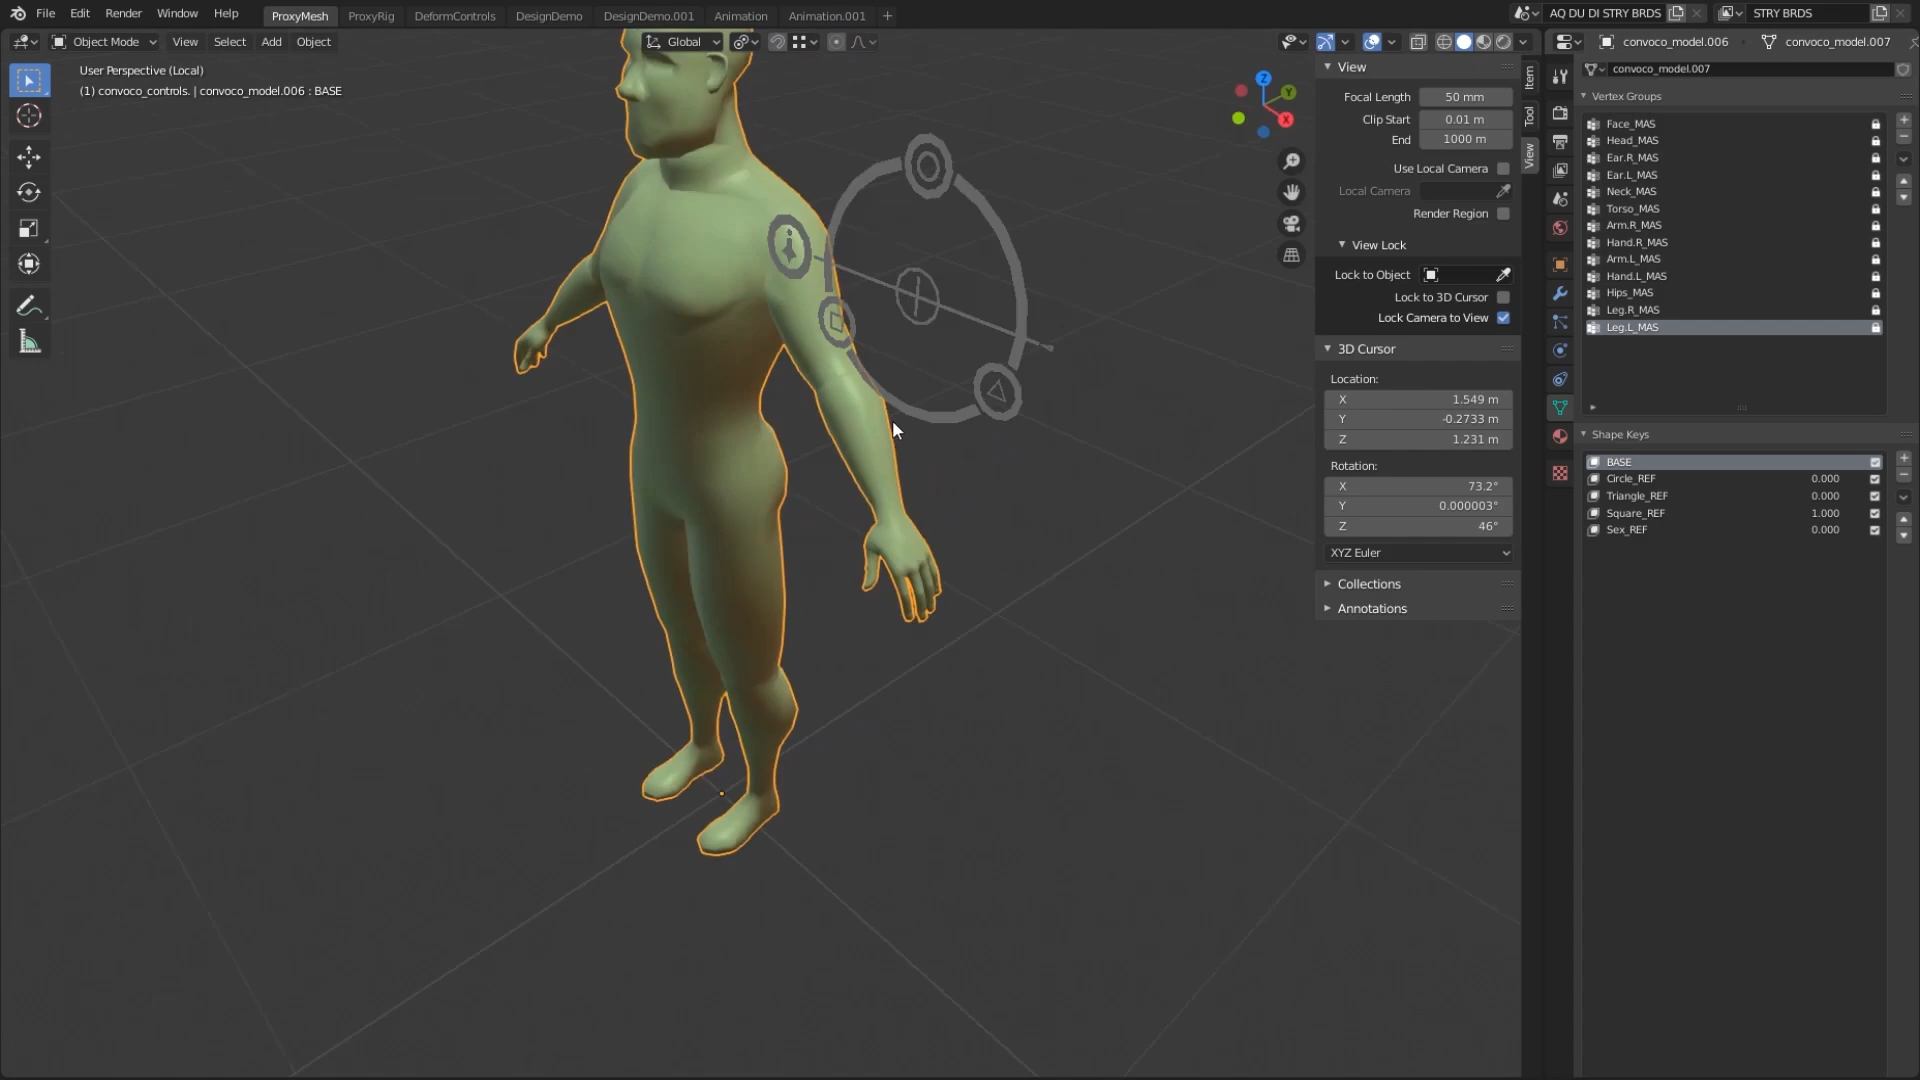 File Edit Render Window Help ProxyMesh ProxyRig DeformControls DesignDemo DesignDemo.001 Animation Animation.001 + AQ DU DI STRY BRDS STRY BRDS
Object Mode View Select Add Object Global convoco_model.006 convoco_model.007
User Perspective (Local)
(1) convoco_controls. | convoco_model.006 : BASE
Z
Y
X
View
Focal Length 50 mm
Clip Start 0.01 m
End 1000 m
Use Local Camera
Local Camera
Render Region
View Lock
Lock to Object
Lock to 3D Cursor
Lock Camera to View
3D Cursor
Location:
X 1.549 m
Y -0.2733 m
Z 1.231 m
Rotation:
X 73.2°
Y 0.000003°
Z 46°
XYZ Euler
Collections
Annotations
Item
Tool
View
convoco_model.007
Vertex Groups
Face_MAS
Head_MAS
Ear.R_MAS
Ear.L_MAS
Neck_MAS
Torso_MAS
Arm.R_MAS
Hand.R_MAS
Arm.L_MAS
Hand.L_MAS
Hips_MAS
Leg.R_MAS
Leg.L_MAS
Shape Keys
BASE
Circle_REF 0.000
Triangle_REF 0.000
Square_REF 1.000
Sex_REF 0.000